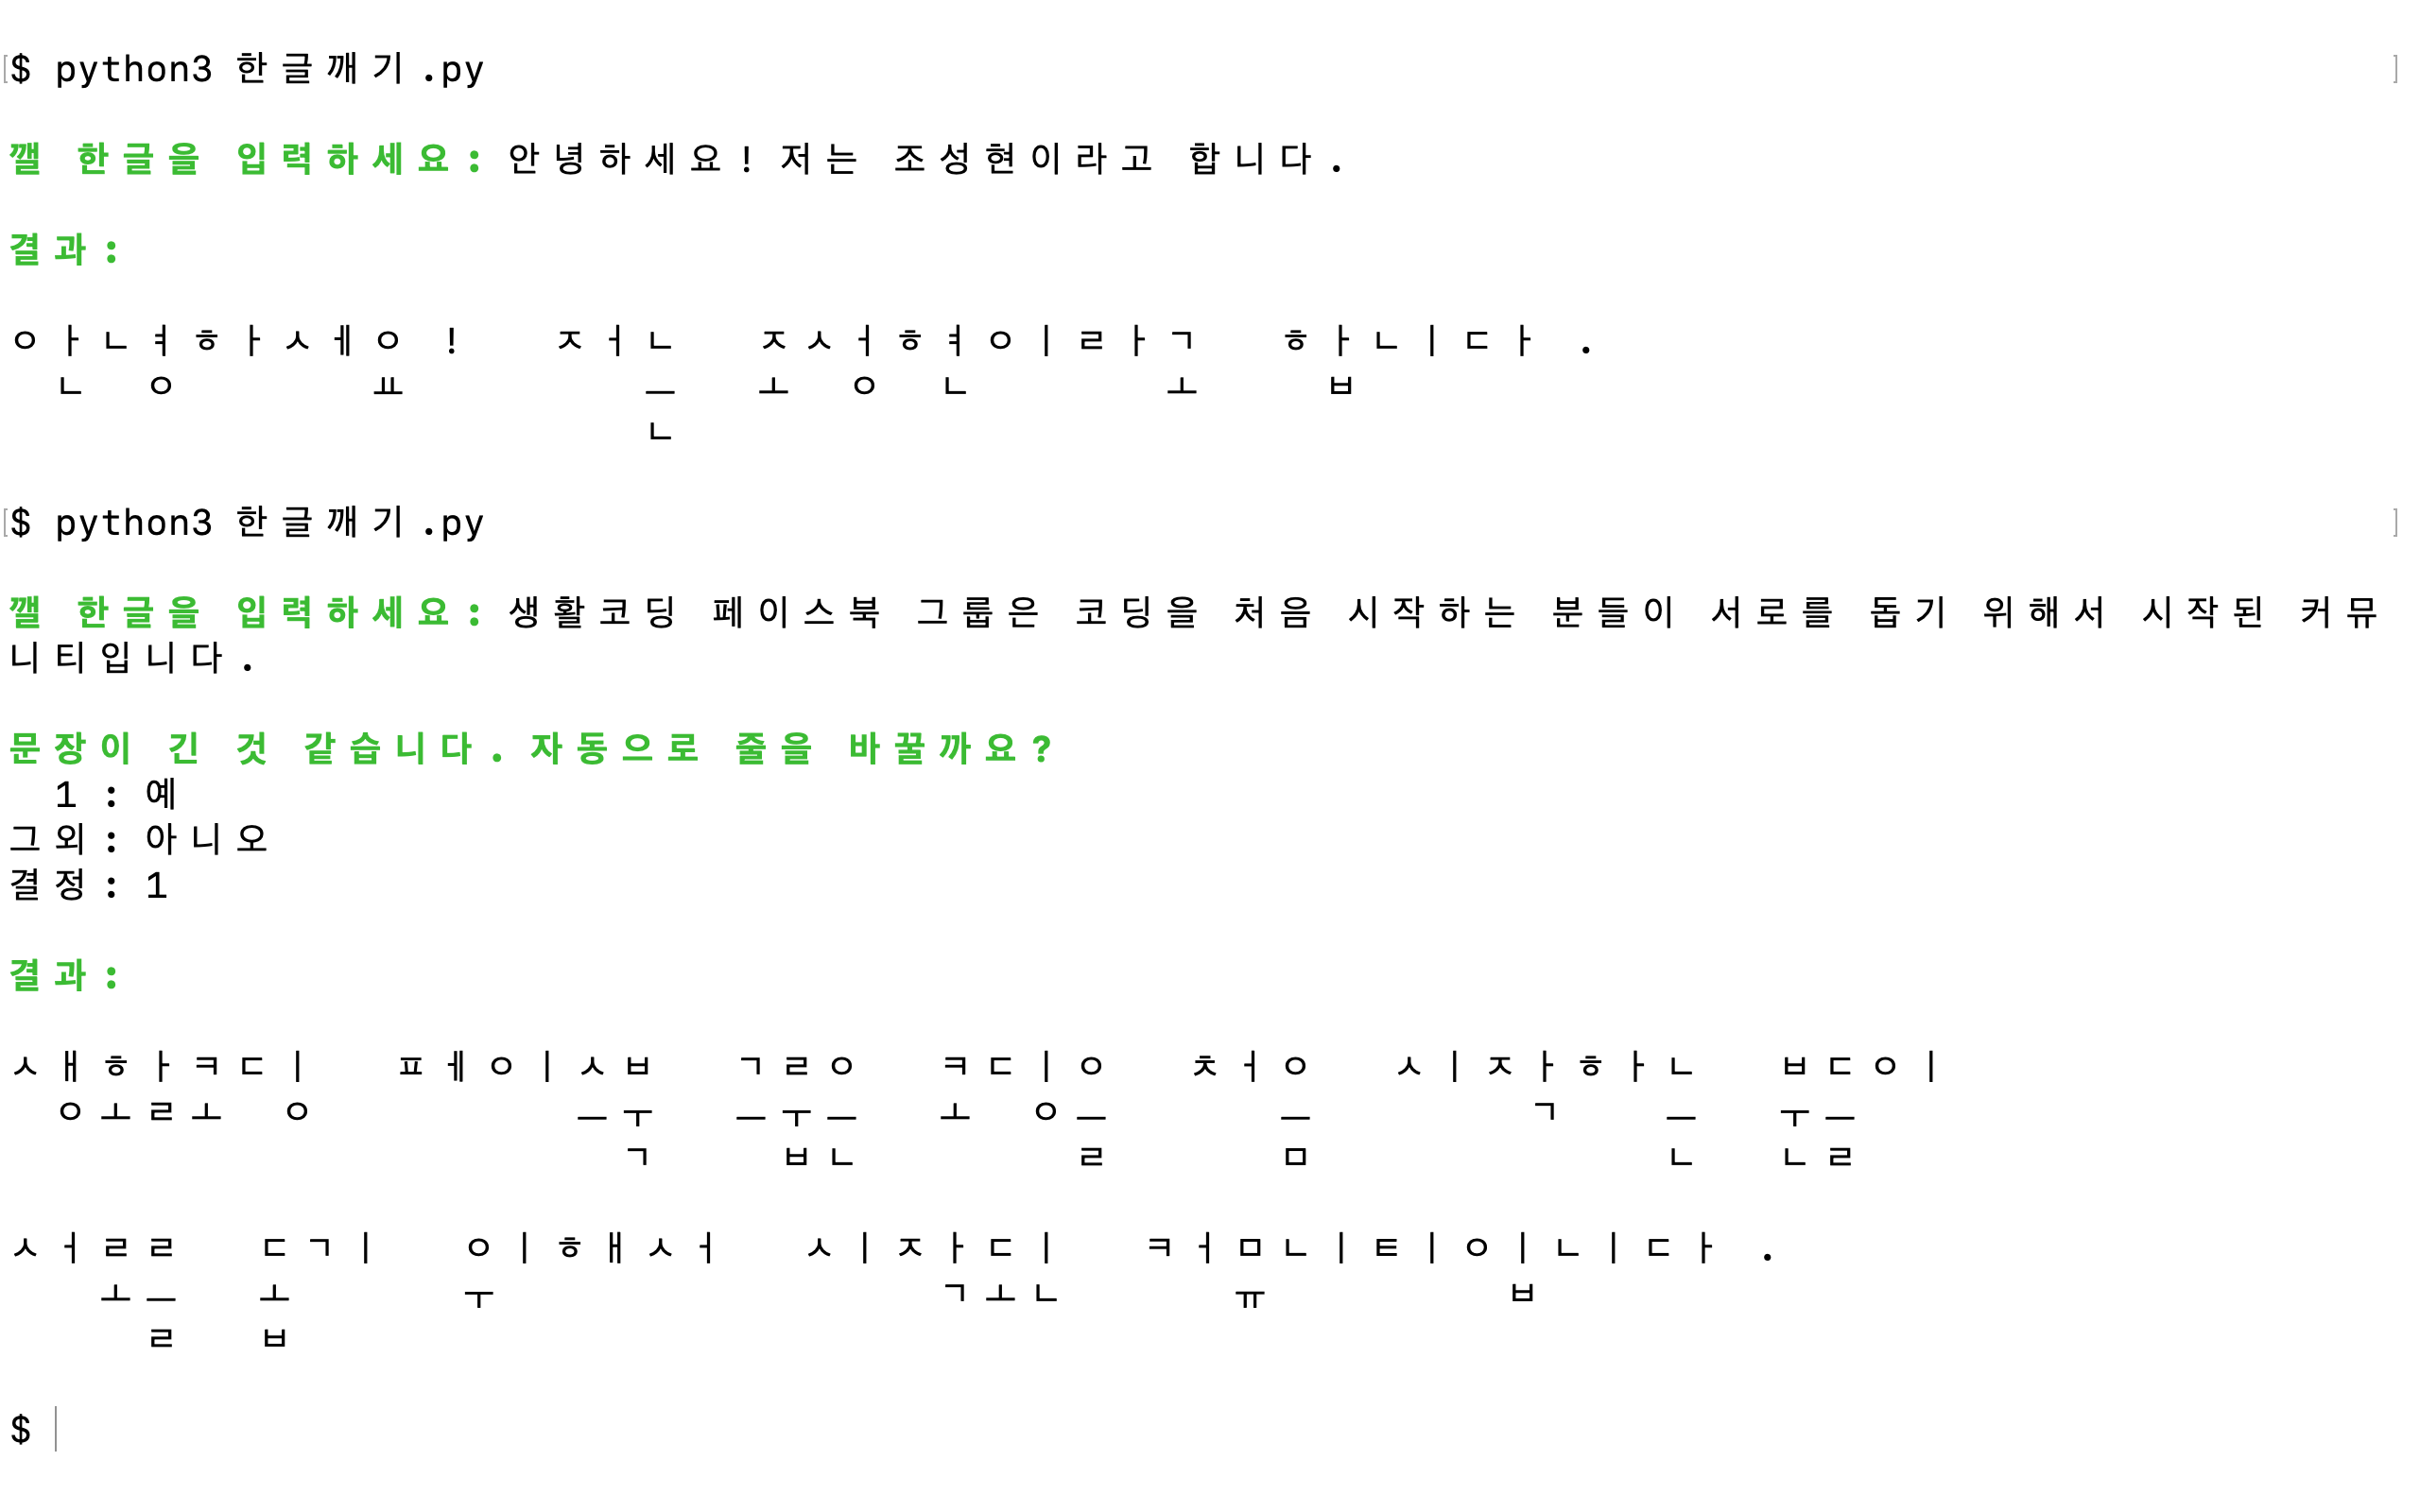 $ python3 한글깨기.py
깰 한글을 입력하세요: 안녕하세요! 저는 조성현이라고 합니다.
결과:
ㅇㅏㄴㅕㅎㅏㅅㅔㅇ !  ㅈㅓㄴ  ㅈㅅㅓㅎㅕㅇㅣㄹㅏㄱ  ㅎㅏㄴㅣㄷㅏ .
ㄴ ㅇ ㅛ ㅡ ㅗ ㅇ ㄴ ㅗ ㅂ
ㄴ
$ python3 한글깨기.py
깰 한글을 입력하세요: 생활코딩 페이스북 그룹은 코딩을 처음 시작하는 분들이 서로를 돕기 위해서 시작된 커뮤
니티입니다.
문장이 긴 것 같습니다. 자동으로 줄을 바꿀까요?
1 : 예
그외: 아니오
결정: 1
결과:
ㅅㅐㅎㅏㅋㄷㅣ  ㅍㅔㅇㅣㅅㅂ  ㄱㄹㅇ  ㅋㄷㅣㅇ  ㅊㅓㅇ  ㅅㅣㅈㅏㅎㅏㄴ  ㅂㄷㅇㅣ
ㅇㅗㄹㅗ ㅇ ㅡㅜ ㅡㅜㅡ ㅗ ㅇㅡ ㅡ ㄱ ㅡ ㅜㅡ
ㄱ ㅂㄴ ㄹ ㅁ ㄴ ㄴㄹ
ㅅㅓㄹㄹ  ㄷㄱㅣ  ㅇㅣㅎㅐㅅㅓ  ㅅㅣㅈㅏㄷㅣ  ㅋㅓㅁㄴㅣㅌㅣㅇㅣㄴㅣㄷㅏ .
ㅗㅡ ㅗ ㅜ ㄱㅗㄴ ㅠ ㅂ
ㄹ ㅂ
$